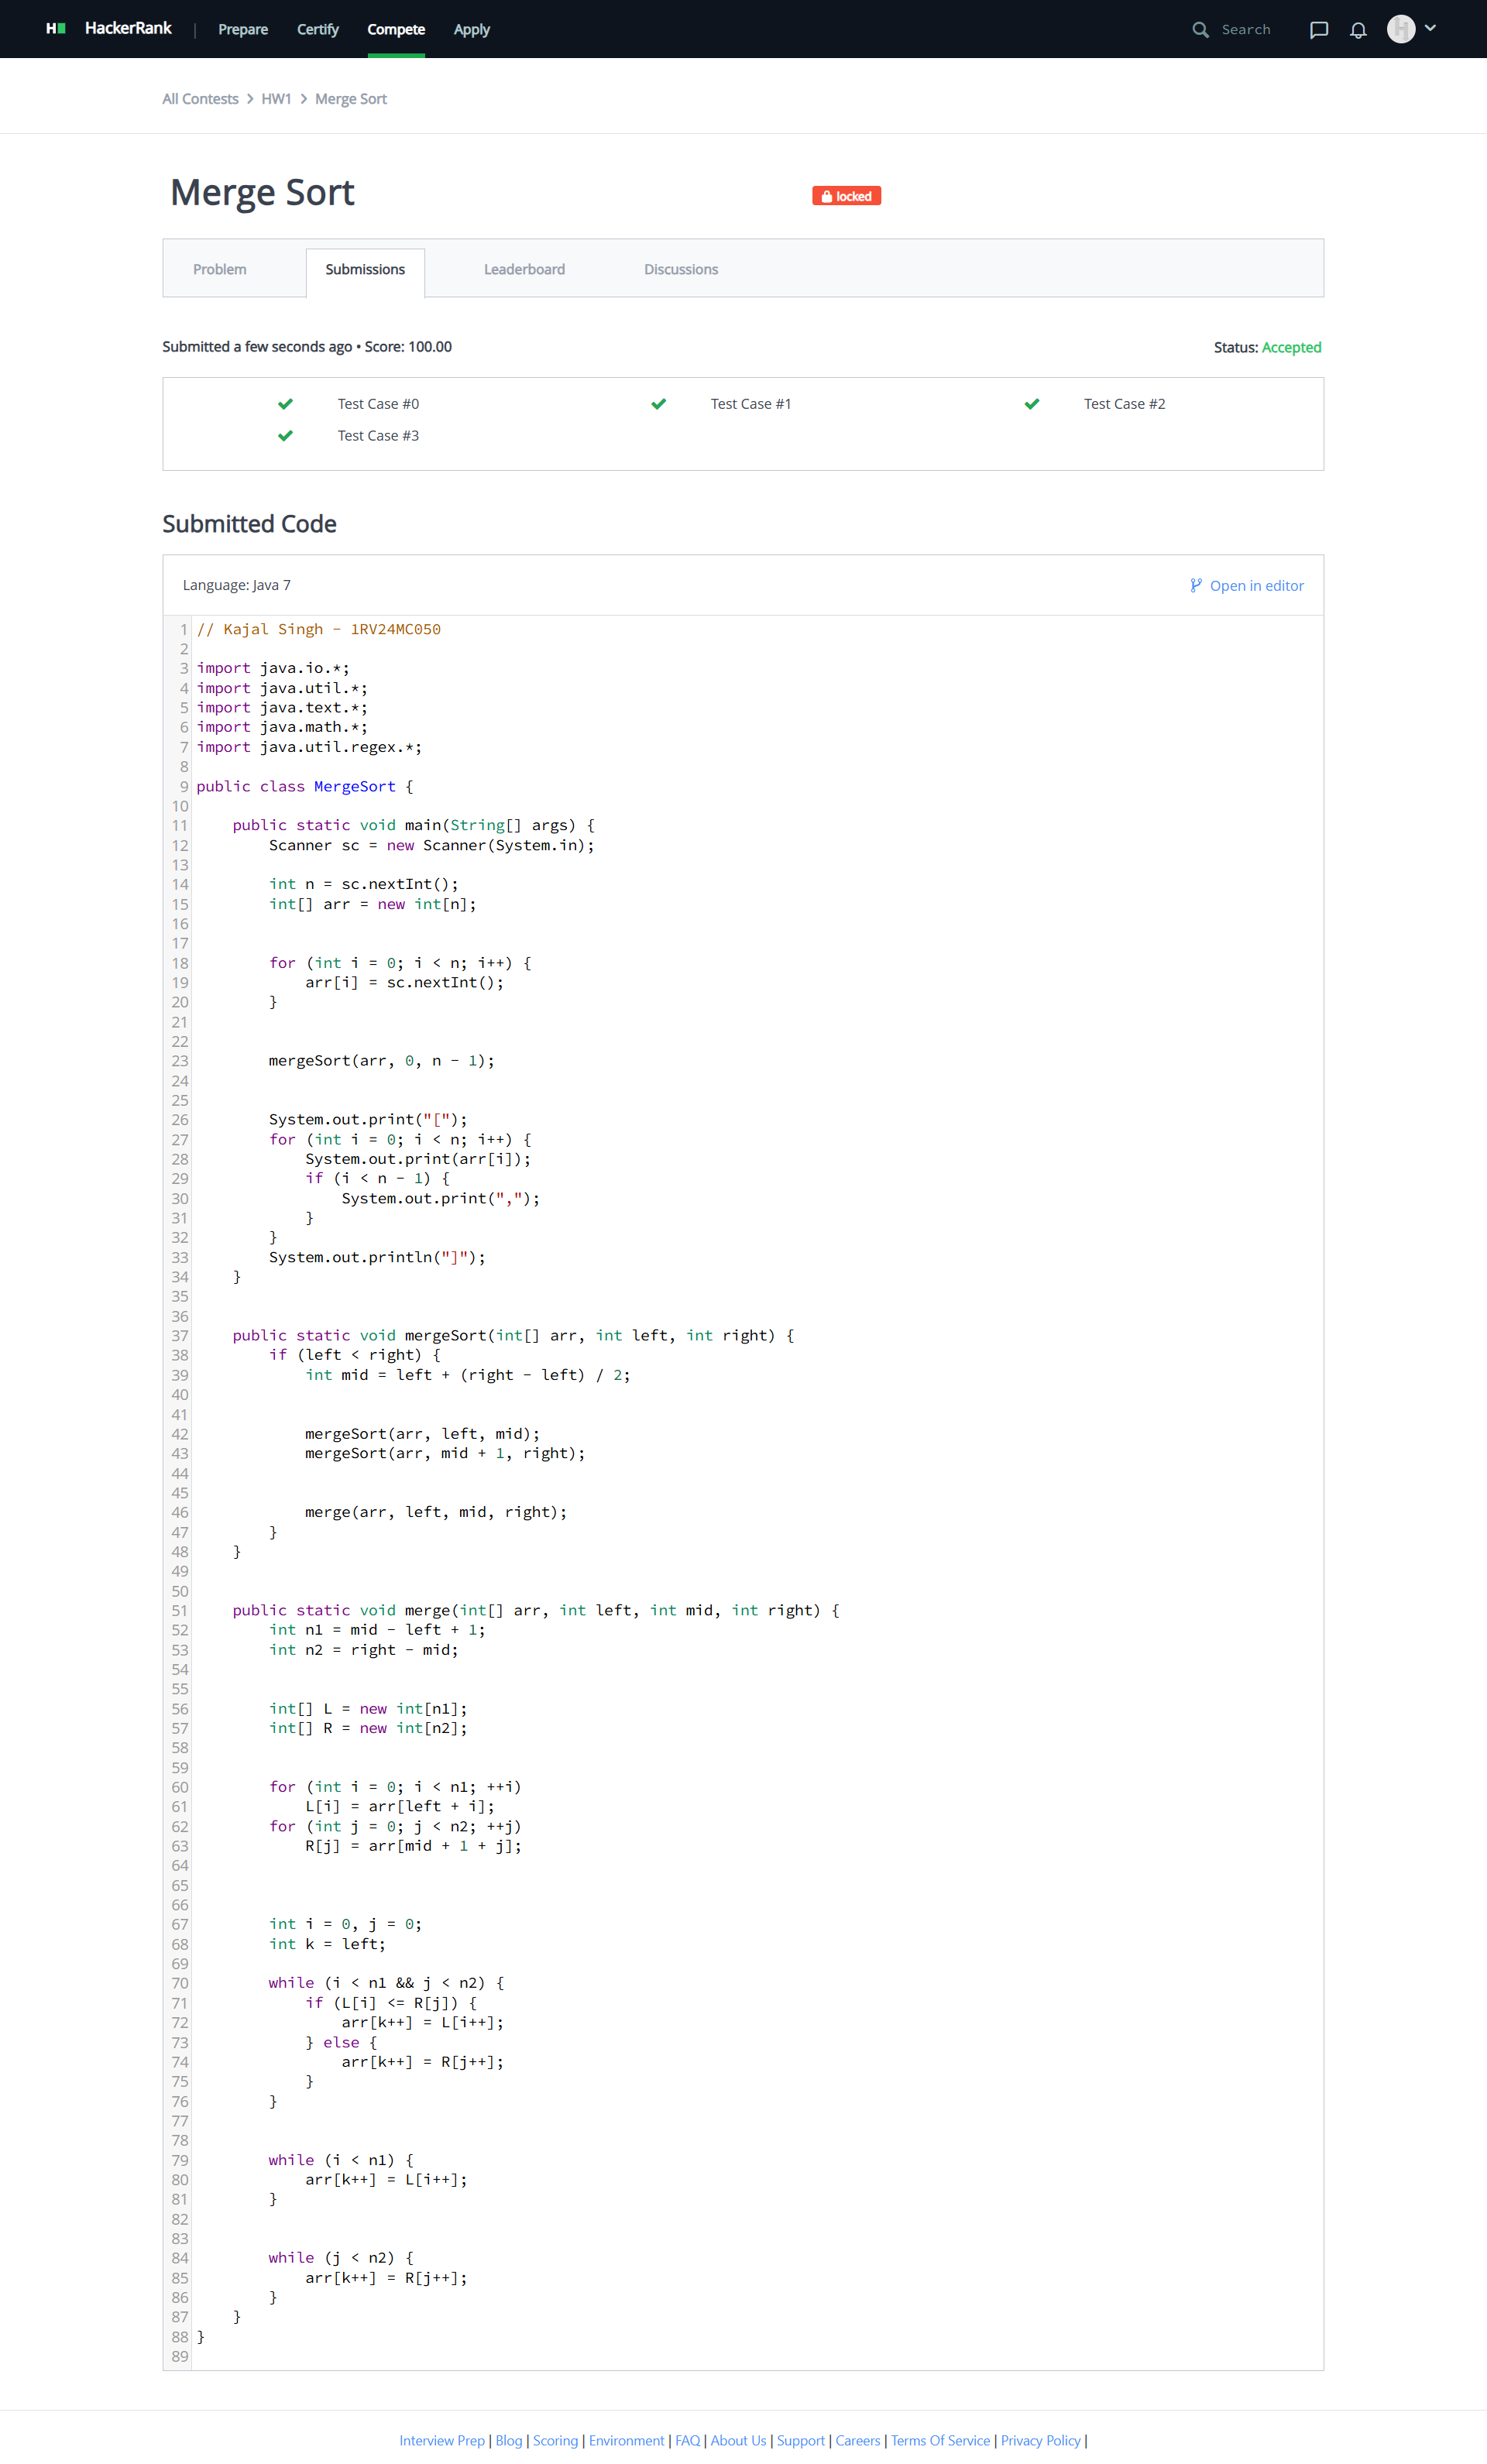 HackerRank | Prepare Certify Compete Apply Search
All Contests > HW1 > Merge Sort
Merge Sort
locked
Problem Submissions Leaderboard Discussions
Submitted a few seconds ago • Score: 100.00 Status: Accepted
Test Case #0 Test Case #1 Test Case #2
Test Case #3
Submitted Code
Language: Java 7 Open in editor
1 // Kajal Singh - 1RV24MC050
2
3 import java.io.*;
4 import java.util.*;
5 import java.text.*;
6 import java.math.*;
7 import java.util.regex.*;
8
9 public class MergeSort {
10
11     public static void main(String[] args) {
12         Scanner sc = new Scanner(System.in);
13
14         int n = sc.nextInt();
15         int[] arr = new int[n];
16
17
18         for (int i = 0; i < n; i++) {
19             arr[i] = sc.nextInt();
20         }
21
22
23         mergeSort(arr, 0, n - 1);
24
25
26         System.out.print("[");
27         for (int i = 0; i < n; i++) {
28             System.out.print(arr[i]);
29             if (i < n - 1) {
30                 System.out.print(",");
31             }
32         }
33         System.out.println("]");
34     }
35
36
37     public static void mergeSort(int[] arr, int left, int right) {
38         if (left < right) {
39             int mid = left + (right - left) / 2;
40
41
42             mergeSort(arr, left, mid);
43             mergeSort(arr, mid + 1, right);
44
45
46             merge(arr, left, mid, right);
47         }
48     }
49
50
51     public static void merge(int[] arr, int left, int mid, int right) {
52         int n1 = mid - left + 1;
53         int n2 = right - mid;
54
55
56         int[] L = new int[n1];
57         int[] R = new int[n2];
58
59
60         for (int i = 0; i < n1; ++i)
61             L[i] = arr[left + i];
62         for (int j = 0; j < n2; ++j)
63             R[j] = arr[mid + 1 + j];
64
65
66
67         int i = 0, j = 0;
68         int k = left;
69
70         while (i < n1 && j < n2) {
71             if (L[i] <= R[j]) {
72                 arr[k++] = L[i++];
73             } else {
74                 arr[k++] = R[j++];
75             }
76         }
77
78
79         while (i < n1) {
80             arr[k++] = L[i++];
81         }
82
83
84         while (j < n2) {
85             arr[k++] = R[j++];
86         }
87     }
88 }
89
Interview Prep | Blog | Scoring | Environment | FAQ | About Us | Support | Careers | Terms Of Service | Privacy Policy |